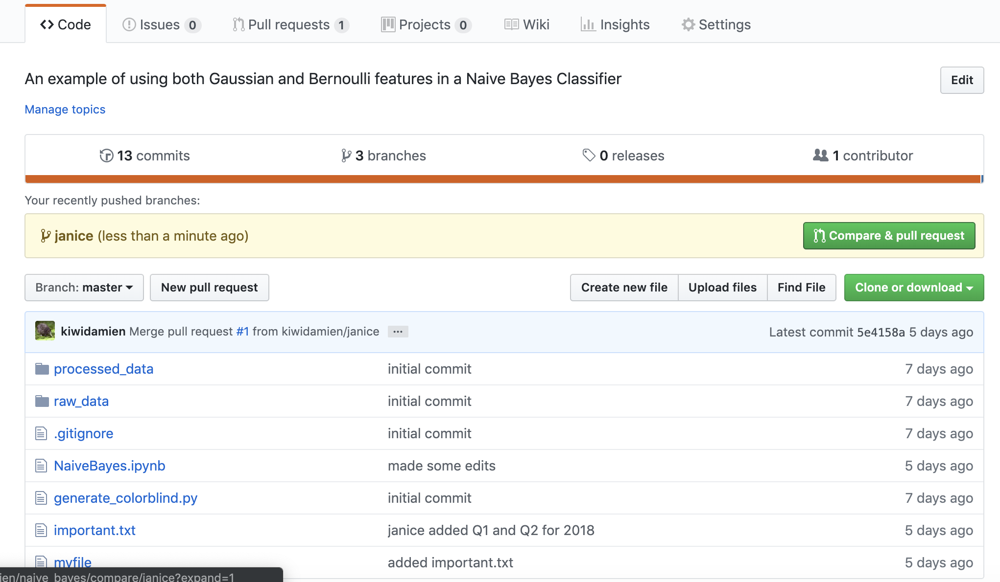 Code Issues 0 Pull requests 1 Projects 0 Wiki Insights Settings
An example of using both Gaussian and Bernoulli features in a Naive Bayes Classifier Edit
Manage topics
13 commits 3 branches 0 releases 1 contributor
Your recently pushed branches:
janice (less than a minute ago) Compare & pull request
Branch: master New pull request Create new file Upload files Find File Clone or download
kiwidamien Merge pull request #1 from kiwidamien/janice ... Latest commit 5e4158a 5 days ago
processed_data initial commit 7 days ago
raw_data initial commit 7 days ago
.gitignore initial commit 7 days ago
NaiveBayes.ipynb made some edits 5 days ago
generate_colorblind.py initial commit 7 days ago
important.txt janice added Q1 and Q2 for 2018 5 days ago
myfile added important.txt 5 days ago
ien/naive_bayes/compare/janice?expand=1